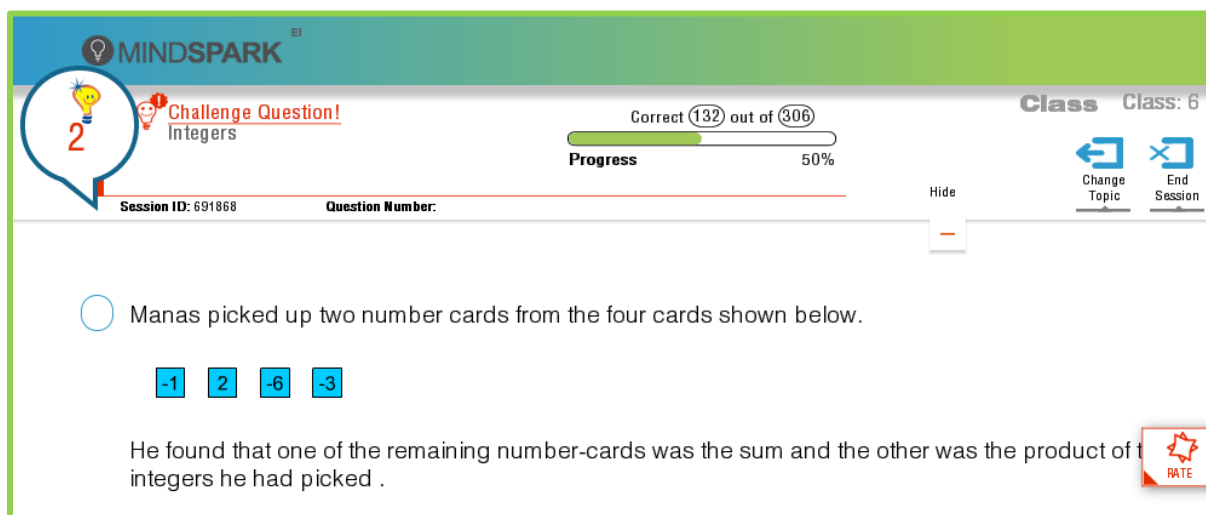 EI
MINDSPARK
2
Challenge Question!
Integers
Correct 132 out of 306
Progress 50%
Class Class: 6
Change Topic
End Session
Hide
Session ID: 691868 Question Number:
Manas picked up two number cards from the four cards shown below.
-1 2 -6 -3
He found that one of the remaining number-cards was the sum and the other was the product of
integers he had picked .
RATE